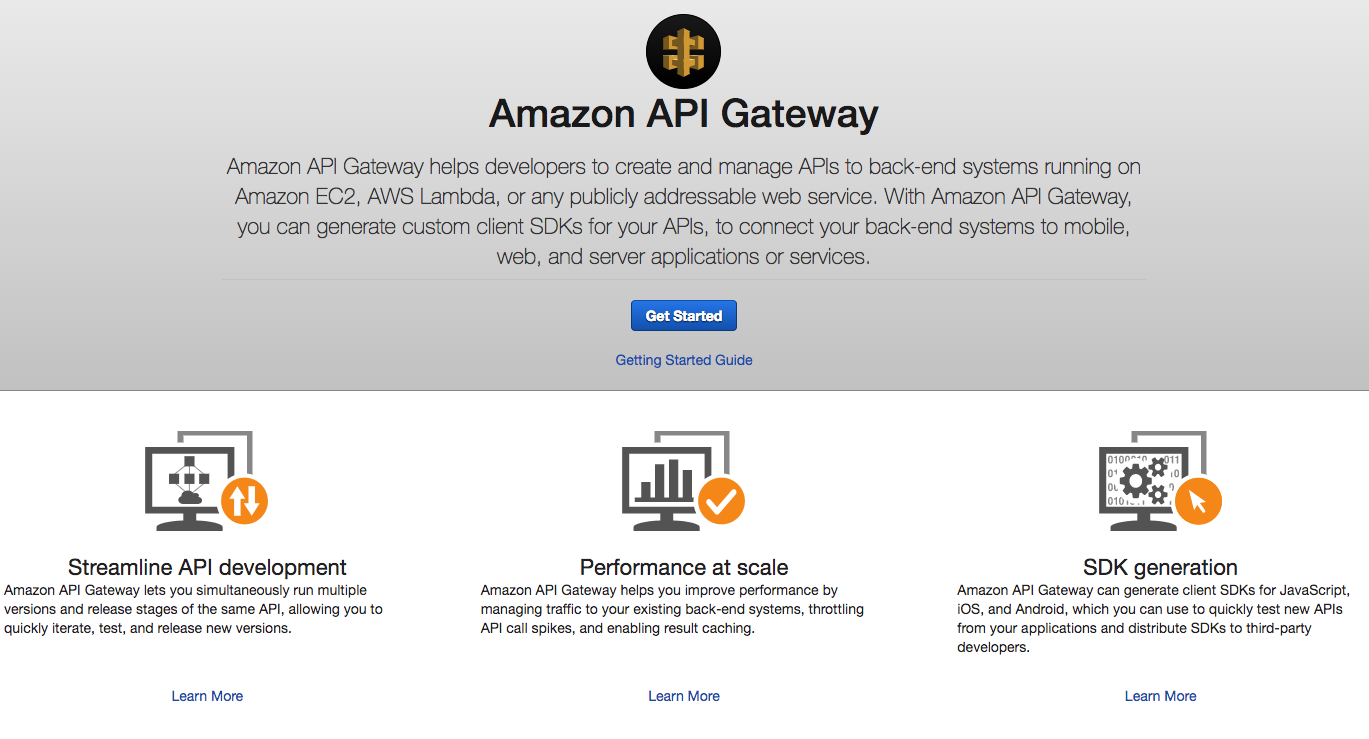 Amazon API Gateway
Amazon API Gateway helps developers to create and manage APIs to back-end systems running on
Amazon EC2, AWS Lambda, or any publicly addressable web service. With Amazon API Gateway,
you can generate custom client SDKs for your APIs, to connect your back-end systems to mobile,
web, and server applications or services.
Get Started
Getting Started Guide
Streamline API development
Amazon API Gateway lets you simultaneously run multiple
versions and release stages of the same API, allowing you to
quickly iterate, test, and release new versions.
Learn More
Performance at scale
Amazon API Gateway helps you improve performance by
managing traffic to your existing back-end systems, throttling
API call spikes, and enabling result caching.
Learn More
SDK generation
Amazon API Gateway can generate client SDKs for JavaScript,
iOS, and Android, which you can use to quickly test new APIs
from your applications and distribute SDKs to third-party
developers.
Learn More